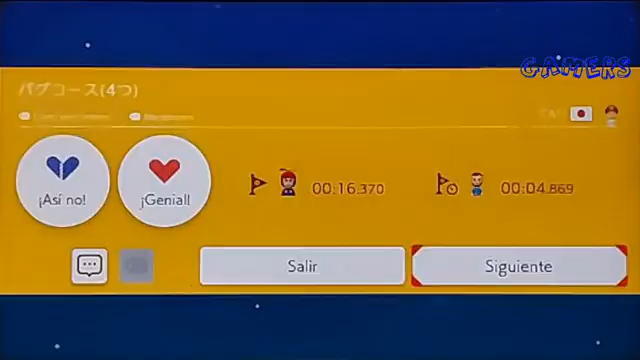 GAMERS
バグコース(4つ)
¡Así no!
¡Genial!
00:16.370
00:04.869
Salir
Siguiente